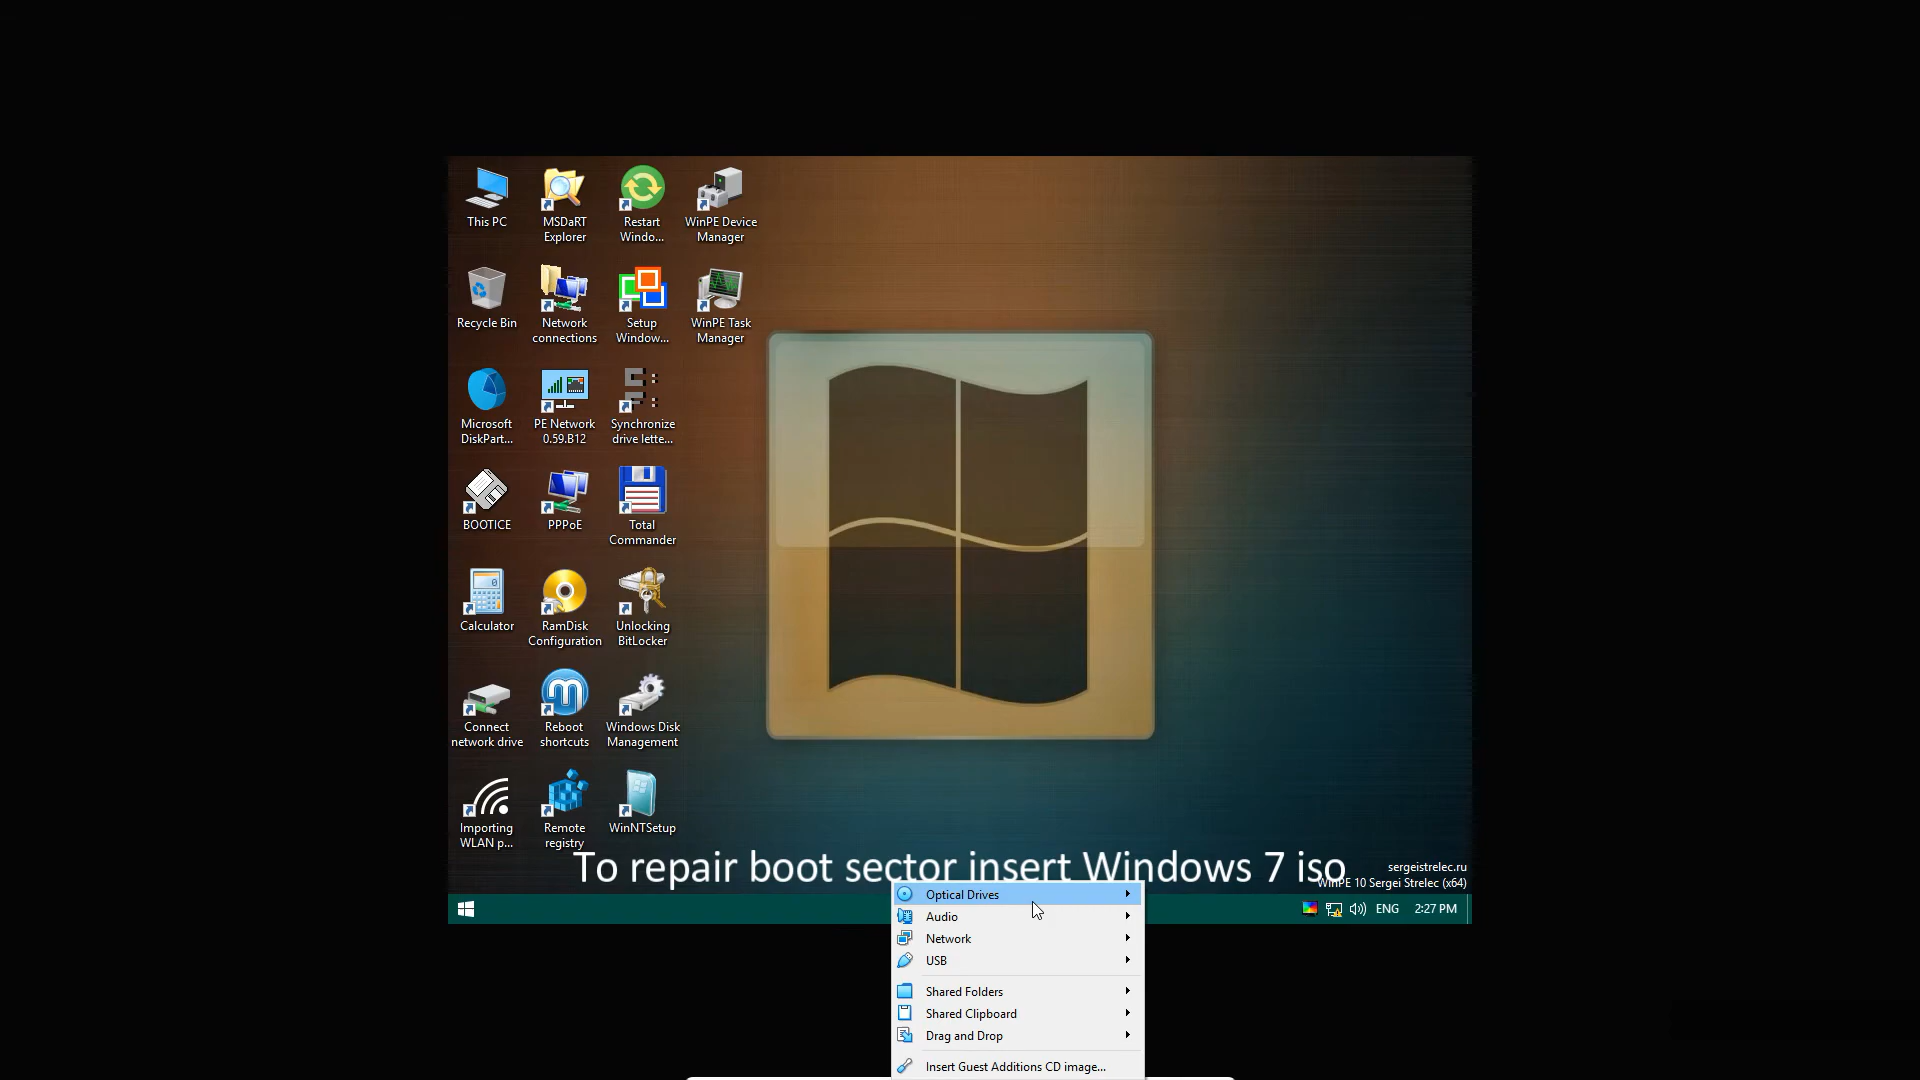 This PC
MSDaRT
Explorer
Restart
Windo...
WinPE Device
Manager
Recycle Bin
Network
connections
Setup
Window...
WinPE Task
Manager
Microsoft
DiskPart...
PE Network
0.59.B12
Synchronize
drive lette...
BOOTICE
PPPoE
Total
Commander
Calculator
RamDisk
Configuration
Unlocking
BitLocker
Connect
network drive
Reboot
shortcuts
Windows Disk
Management
Importing
WLAN p...
Remote
registry
WinNTSetup
To repair boot sector insert Windows 7 iso
sergeistrelec.ru
WinPE 10 Sergei Strelec (x64)
ENG
2:27 PM
Optical Drives
Audio
Network
USB
Shared Folders
Shared Clipboard
Drag and Drop
Insert Guest Additions CD image...